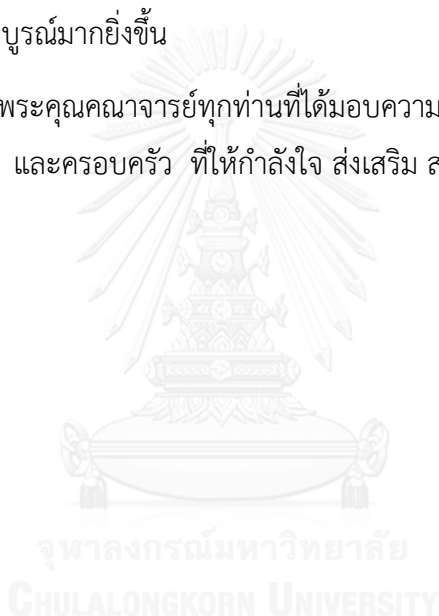 บูรณ์มากยิ่งขึ้น
พระคุณคณาจารย์ทุกท่านที่ได้มอบความ
และครอบครัว ที่ให้กำลังใจ ส่งเสริม ส
จุฬาลงกรณ์มหาวิทยาลัย
CHULALONGKORN UNIVERSITY